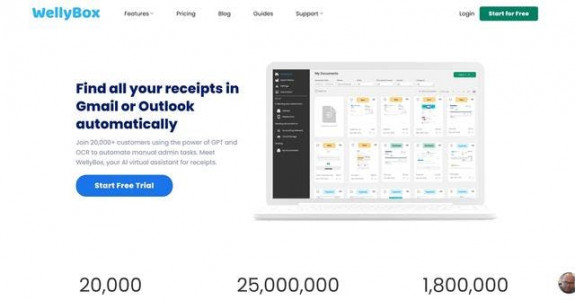 WellyBox
Features
Pricing
Blog
Guides
Support
Login
Start for Free
Find all your receipts in
Gmail or Outlook
automatically
Join 20,000+ customers using the power of GPT and
OCR to automate manual admin tasks. Meet
WellyBox, your AI virtual assistant for receipts.
Start Free Trial
My Documents
20,000
25,000,000
1,800,000